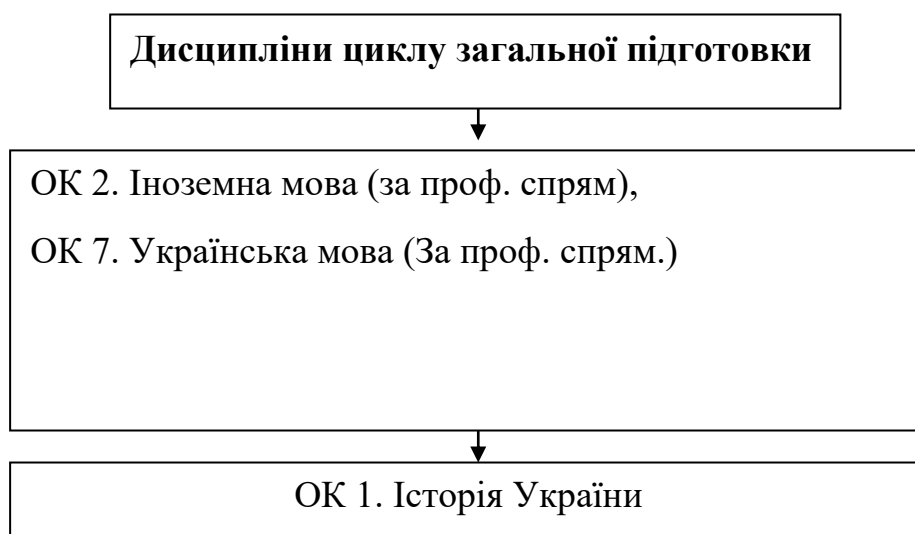 Дисципліни циклу загальної підготовки
ОК 2. Іноземна мова (за проф. спрям),
ОК 7. Українська мова (За проф. спрям.)
ОК 1. Історія України